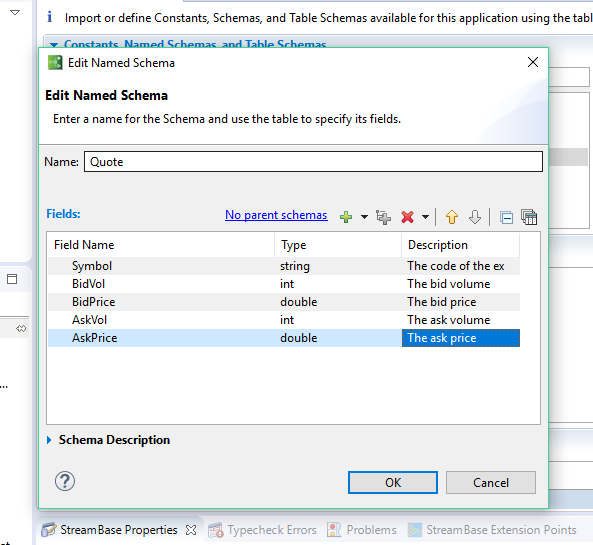 Import or define Constants, Schemas, and Table Schemas available for this application using the tabl
Constants, Named Schemas, and Table Schemas
Edit Named Schema
Edit Named Schema
Enter a name for the Schema and use the table to specify its fields.
Name: Quote
Fields: No parent schemas
Field Name Type Description
Symbol string The code of the ex
BidVol int The bid volume
BidPrice double The bid price
AskVol int The ask volume
AskPrice double The ask price
...
Schema Description
? OK Cancel
StreamBase Properties Typecheck Errors Problems StreamBase Extension Points